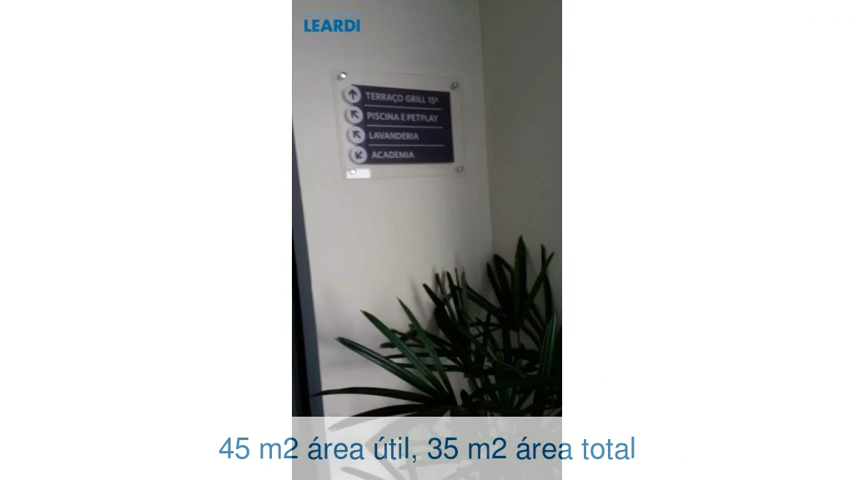 LEARDI
TERRAÇO GRILL 15º
PISCINA E PETPLAY
LAVANDERIA
ACADEMIA
45 m2 área útil, 35 m2 área total